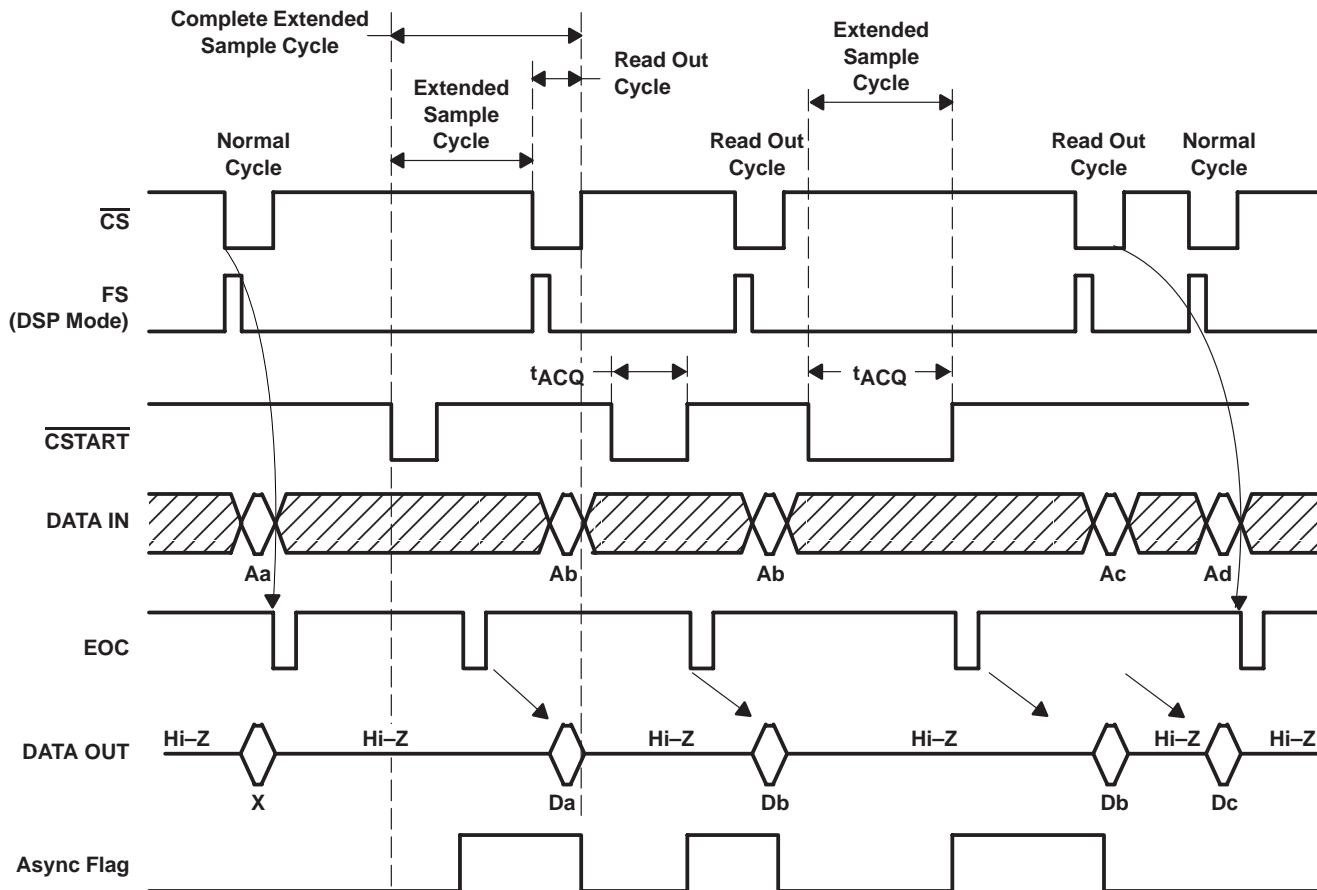 Complete Extended
Sample Cycle
Read Out
Cycle
Extended
Sample
Cycle
Extended
Sample
Cycle
Normal
Cycle
Read Out
Cycle
Read Out
Cycle
Normal
Cycle
CS
FS
(DSP Mode)
tACQ
tACQ
CSTART
DATA IN
Aa
Ab
Ab
Ac
Ad
EOC
DATA OUT
Hi–Z
Hi–Z
Hi–Z
Hi–Z
Hi–Z
Hi–Z
X
Da
Db
Db
Dc
Async Flag